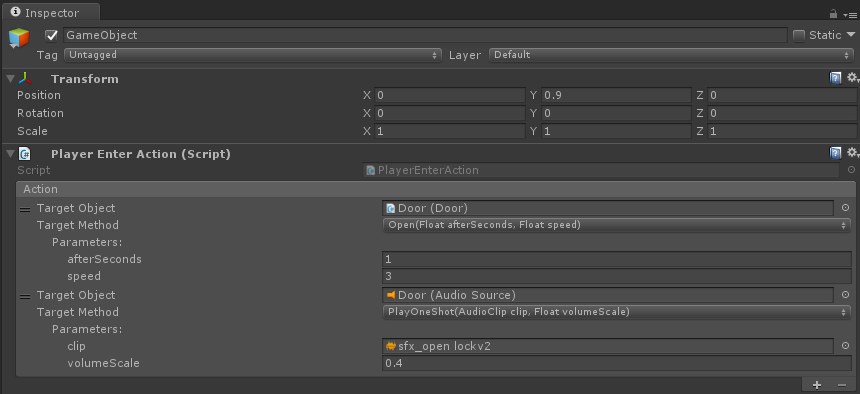 Inspector
GameObject Static
Tag Untagged Layer Default
Transform
Position X 0 Y 0.9 Z 0
Rotation X 0 Y 0 Z 0
Scale X 1 Y 1 Z 1
Player Enter Action (Script)
Script PlayerEnterAction
Action
Target Object Door (Door)
Target Method Open(Float afterSeconds, Float speed)
Parameters:
afterSeconds 1
speed 3
Target Object Door (Audio Source)
Target Method PlayOneShot(AudioClip clip, Float volumeScale)
Parameters:
clip sfx_open lockv2
volumeScale 0.4